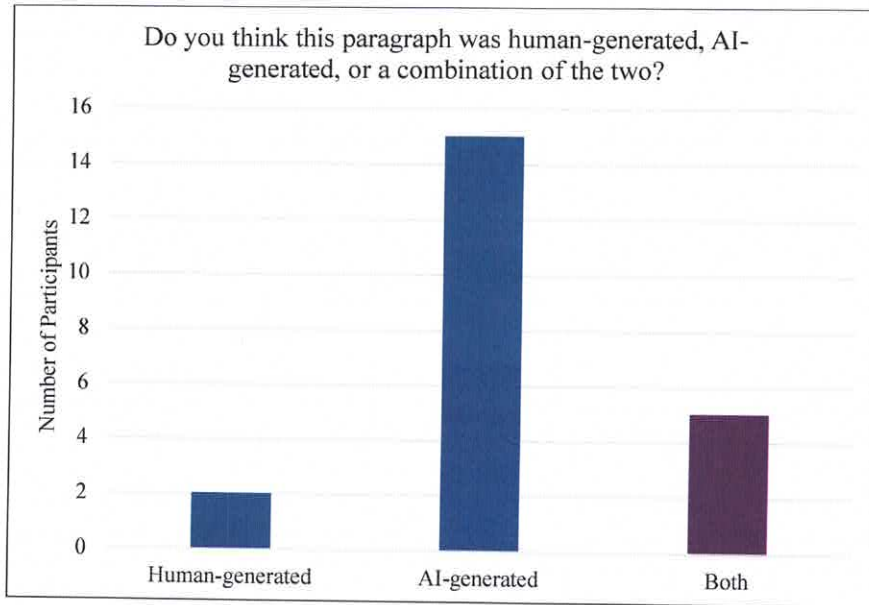 Do you think this paragraph was human-generated, AI-
generated, or a combination of the two?
16
14
12
10
8
6
4
2
0
Number of Participants
Human-generated
AI-generated
Both